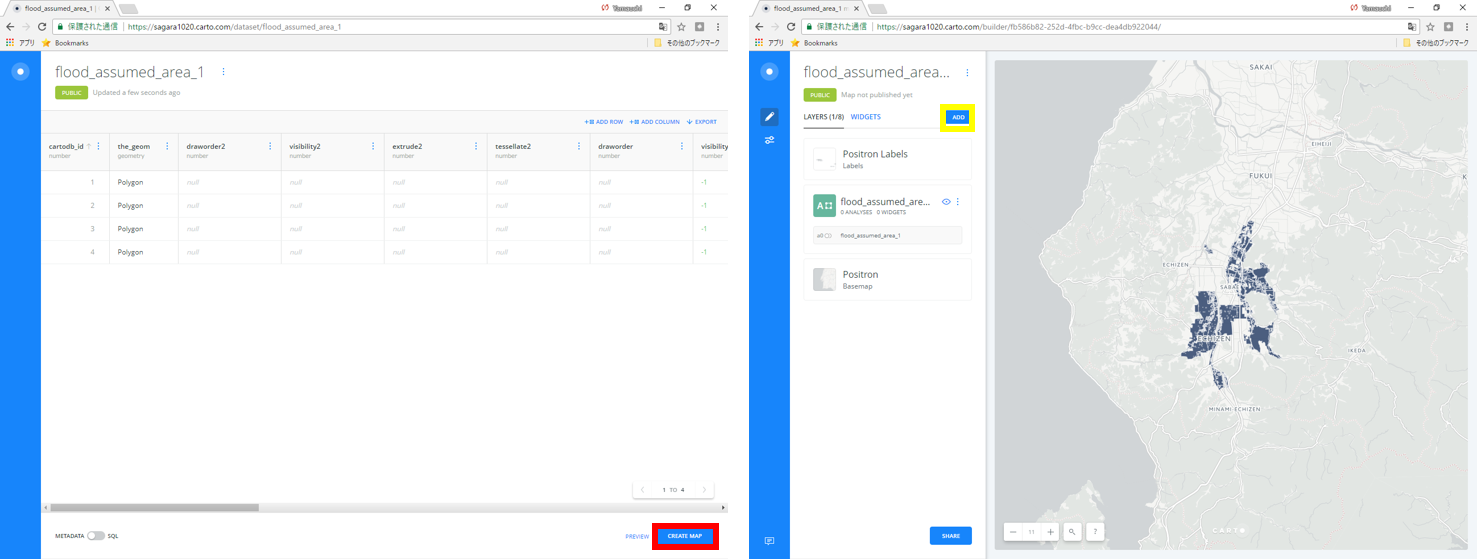 flood_assumed_area_1 |
Yamazaki
保護された通信
https://sagara1020.carto.com/dataset/flood_assumed_area_1
アプリ
Bookmarks
その他のブックマーク
flood_assumed_area_1
PUBLIC
Updated a few seconds ago
ADD ROW
ADD COLUMN
EXPORT
cartodb_id the_geom draworder2 visibility2 extrude2 tessellate2 draworder visibility
number geometry number number number number number number
1 Polygon null null null null null -1
2 Polygon null null null null null -1
3 Polygon null null null null null -1
4 Polygon null null null null null -1
1 TO 4
METADATA SQL
PREVIEW
CREATE MAP
flood_assumed_area_1 m
Yamazaki
保護された通信
https://sagara1020.carto.com/builder/fb586b82-252d-4fbc-b9cc-dea4db922044/
アプリ
Bookmarks
その他のブックマーク
flood_assumed_area...
PUBLIC
Map not published yet
LAYERS (1/8)
WIDGETS
ADD
Positron Labels
Labels
A
flood_assumed_are...
0 ANALYSES 0 WIDGETS
a0
flood_assumed_area_1
Positron
Basemap
SHARE
SAKAI
EIHEIJI
FUKUI
K
ECHIZEN
SABAE
ECHIZEN
IKEDA
MINAMI-ECHIZEN
11
?
CARTO